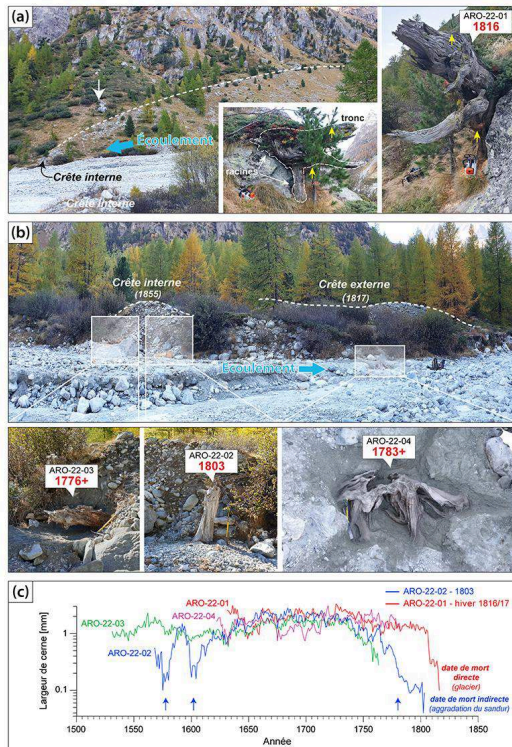 (a)
ARO-22-01
1816
tronc
racines
Écoulement
Crête interne
Crête interne
(b)
Crête interne
(1855)
Crête externe
(1817)
Écoulement
ARO-22-03
1776+
ARO-22-02
1803
ARO-22-04
1783+
(c)
Largeur de cerne [mm]
1
0.1
ARO-22-03
ARO-22-02
ARO-22-01
ARO-22-04
ARO-22-02 - 1803
ARO-22-01 - hiver 1816/17
date de mort
directe
(glacier)
date de mort indirecte
(aggradation du sandur)
1500 1550 1600 1650 1700 1750 1800 1850
Année